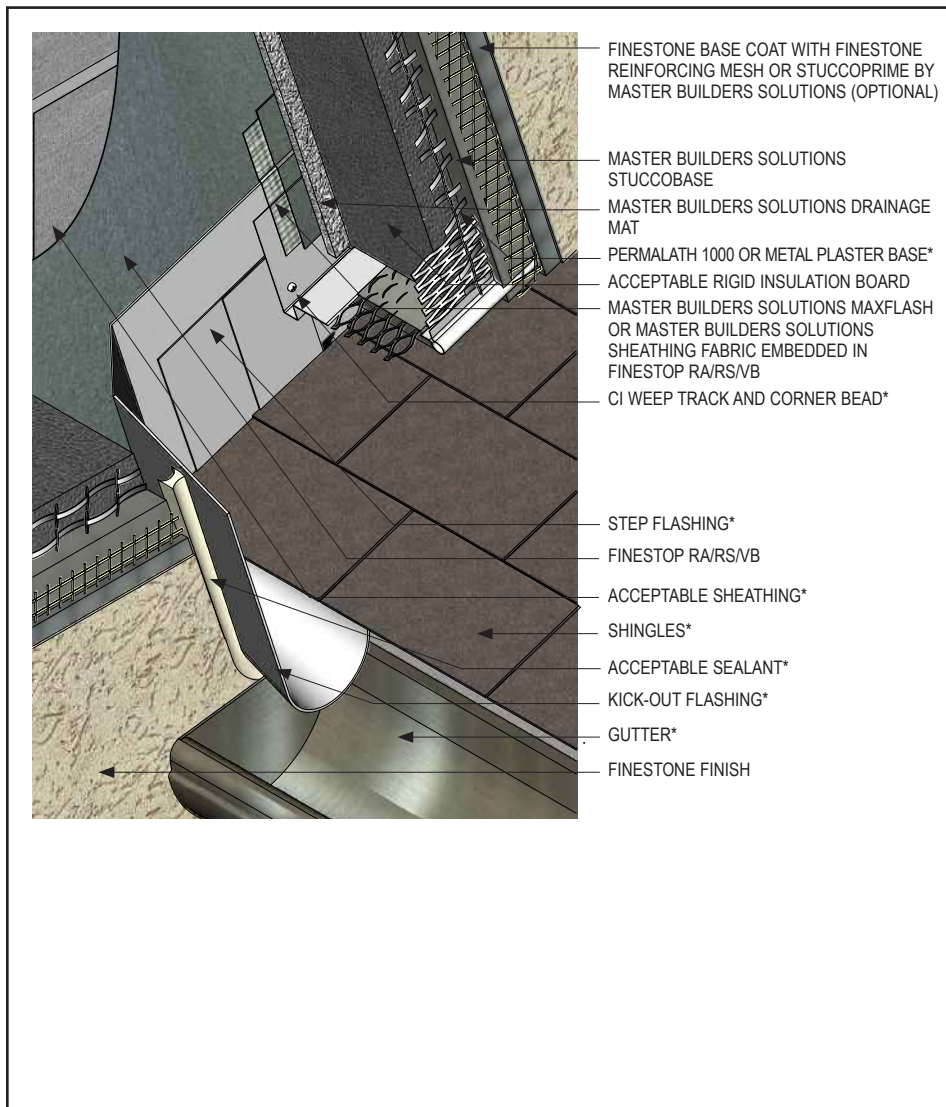 FINESTONE BASE COAT WITH FINESTONE
REINFORCING MESH OR STUCCOPRIME BY
MASTER BUILDERS SOLUTIONS (OPTIONAL)
MASTER BUILDERS SOLUTIONS
STUCCOBASE
MASTER BUILDERS SOLUTIONS DRAINAGE
MAT
PERMALATH 1000 OR METAL PLASTER BASE*
ACCEPTABLE RIGID INSULATION BOARD
MASTER BUILDERS SOLUTIONS MAXFLASH
OR MASTER BUILDERS SOLUTIONS
SHEATHING FABRIC EMBEDDED IN
FINESTOP RA/RS/VB
CI WEEP TRACK AND CORNER BEAD*
STEP FLASHING*
FINESTOP RA/RS/VB
ACCEPTABLE SHEATHING*
SHINGLES*
ACCEPTABLE SEALANT*
KICK-OUT FLASHING*
GUTTER*
FINESTONE FINISH